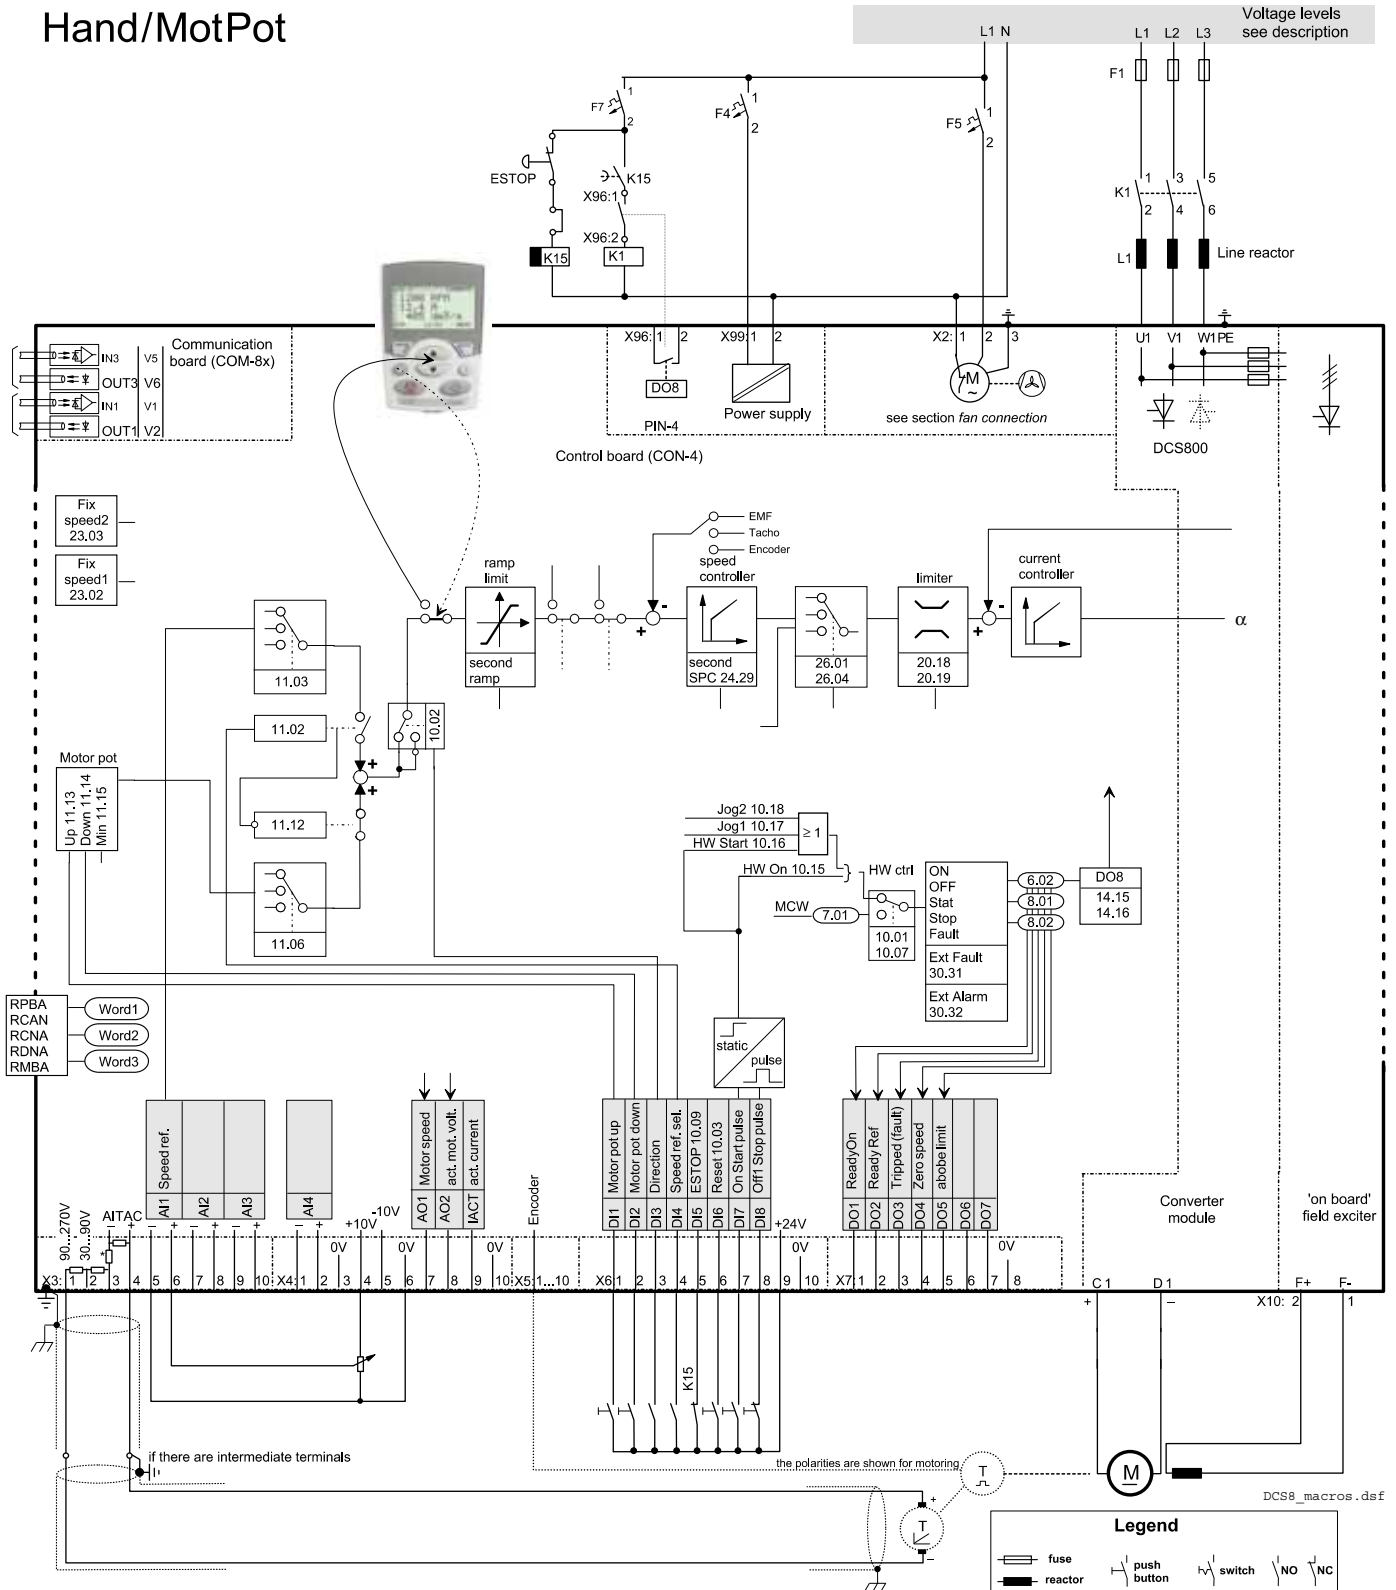 Hand/MotPot
Voltage levels
see description
L1 N
L1 L2 L3
F1
F7 1 2
F4 1 2
F5 1 2
ESTOP
K15
X96:1
X96:2
K15
K1
K1 1 3 5
2 4 6
L1
Line reactor
Communication
board (COM-8x)
IN3 V5
OUT3 V6
IN1 V1
OUT1 V2
X96: 1 2
X99: 1 2
X2: 1 2 3
U1 V1 W1 PE
DO8
PIN-4
Power supply
M
~
see section fan connection
DCS800
Control board (CON-4)
Fix
speed2
23.03
Fix
speed1
23.02
EMF
Tacho
Encoder
ramp
limit
second
ramp
speed
controller
second
SPC 24.29
26.01
26.04
limiter
20.18
20.19
current
controller
α
- + - +
11.03
11.02
10.02
+
+
11.12
11.06
Motor pot
Up 11.13
Down 11.14
Min 11.15
Jog2 10.18
Jog1 10.17
HW Start 10.16
≥ 1
HW On 10.15
HW ctrl
MCW
7.01
10.01
10.07
ON
OFF
Stat
Stop
Fault
Ext Fault
30.31
Ext Alarm
30.32
6.02
8.01
8.02
DO8
14.15
14.16
RPBA
RCAN
RCNA
RDNA
RMBA
Word1
Word2
Word3
static
pulse
AI1 Speed ref.
AI2
AI3
AI4
AO1 Motor speed
AO2 act. mot. volt.
IACT act. current
Encoder
DI1 Motor pot up
DI2 Motor pot down
DI3 Direction
DI4 Speed ref. sel.
DI5 ESTOP 10.09
DI6 Reset 10.03
DI7 On Start pulse
DI8 Off1 Stop pulse
DO1 ReadyOn
DO2 Ready Ref
DO3 Tripped (fault)
DO4 Zero speed
DO5 abobe limit
DO6
DO7
Converter
module
'on board'
field exciter
90...270V
30...90V
AITAC
− + − + − + − + − +
+10V
-10V
+24V
0V 0V 0V 0V 0V
X3: 1 2 3 4 5 6 7 8 9 10
X4: 1 2 3 4 5 6 7 8 9 10
X5: 1...10
X6: 1 2 3 4 5 6 7 8 9 10
X7: 1 2 3 4 5 6 7 8
C 1 D 1
+ −
F+ F-
X10: 2 1
K15
if there are intermediate terminals
the polarities are shown for motoring
T
T
+
−
M
DCS8_macros.dsf
Legend
fuse
push
button
switch
NO
NC
reactor